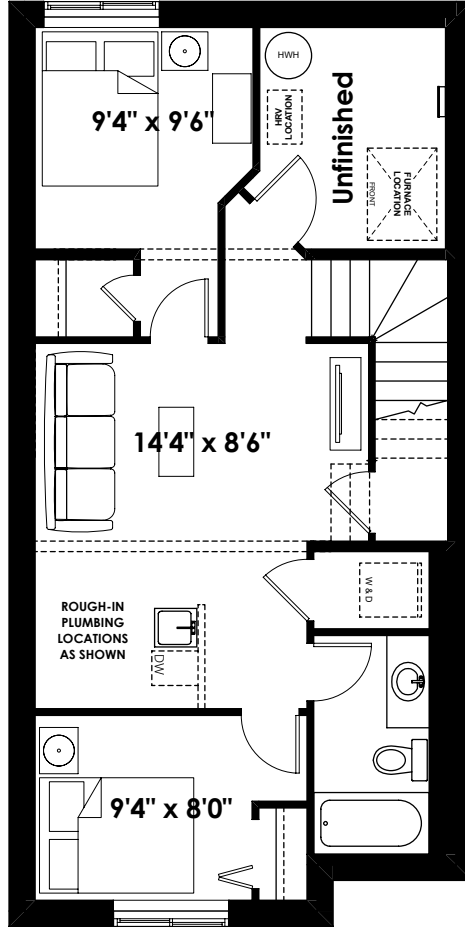 HWH
HRV
LOCATION
Unfinished
9'4" x 9'6"
FURNACE
LOCATION
FRONT
14'4" x 8'6"
W & D
ROUGH-IN
PLUMBING
LOCATIONS
AS SHOWN
DW
9'4" x 8'0"